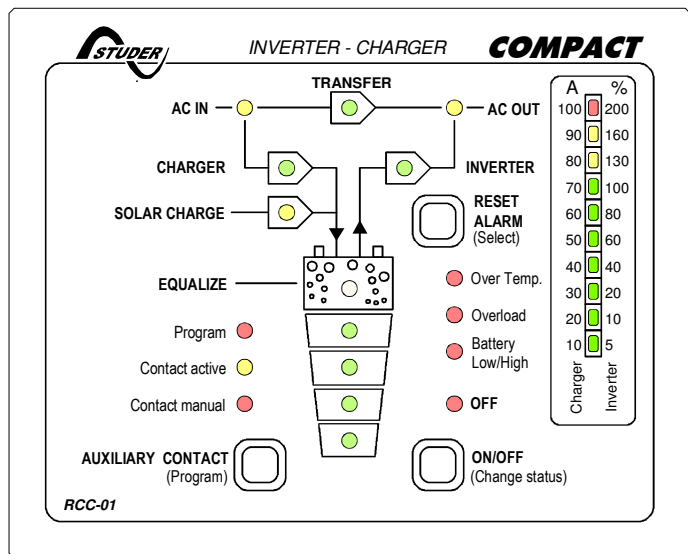 STUDER
INVERTER - CHARGER
COMPACT
TRANSFER
AC IN
AC OUT
CHARGER
INVERTER
SOLAR CHARGE
RESET
ALARM
(Select)
EQUALIZE
Over Temp.
Program
Overload
Contact active
Battery
Low/High
Contact manual
OFF
AUXILIARY CONTACT
(Program)
ON/OFF
(Change status)
RCC-01
A %
100 200
90 160
80 130
70 100
60 80
50 60
40 40
30 20
20 10
10 5
Charger
Inverter